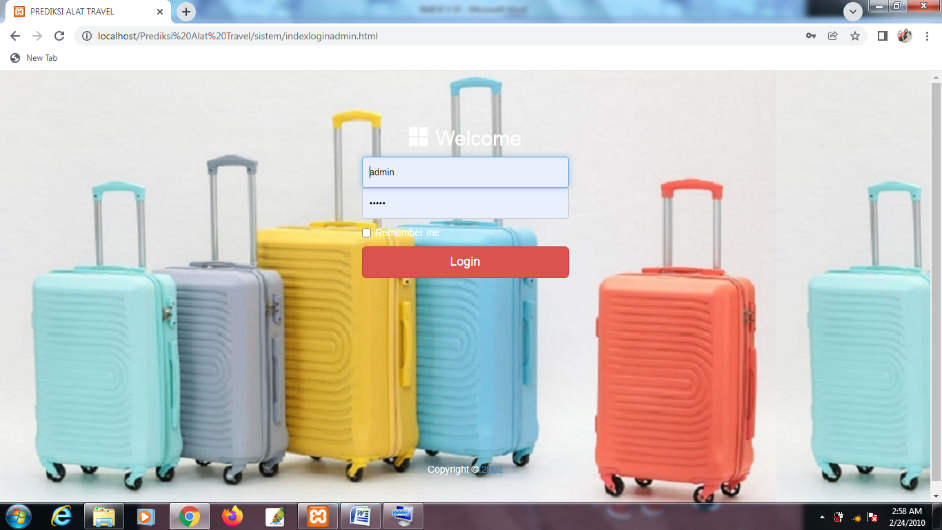 PREDIKSI ALAT TRAVEL
localhost/Prediksi%20Alat%20Travel/sistem/indexloginadmin.html
New Tab
Welcome
admin
•••••
Remember me
Login
Copyright © 2022
2:58 AM
2/24/2010